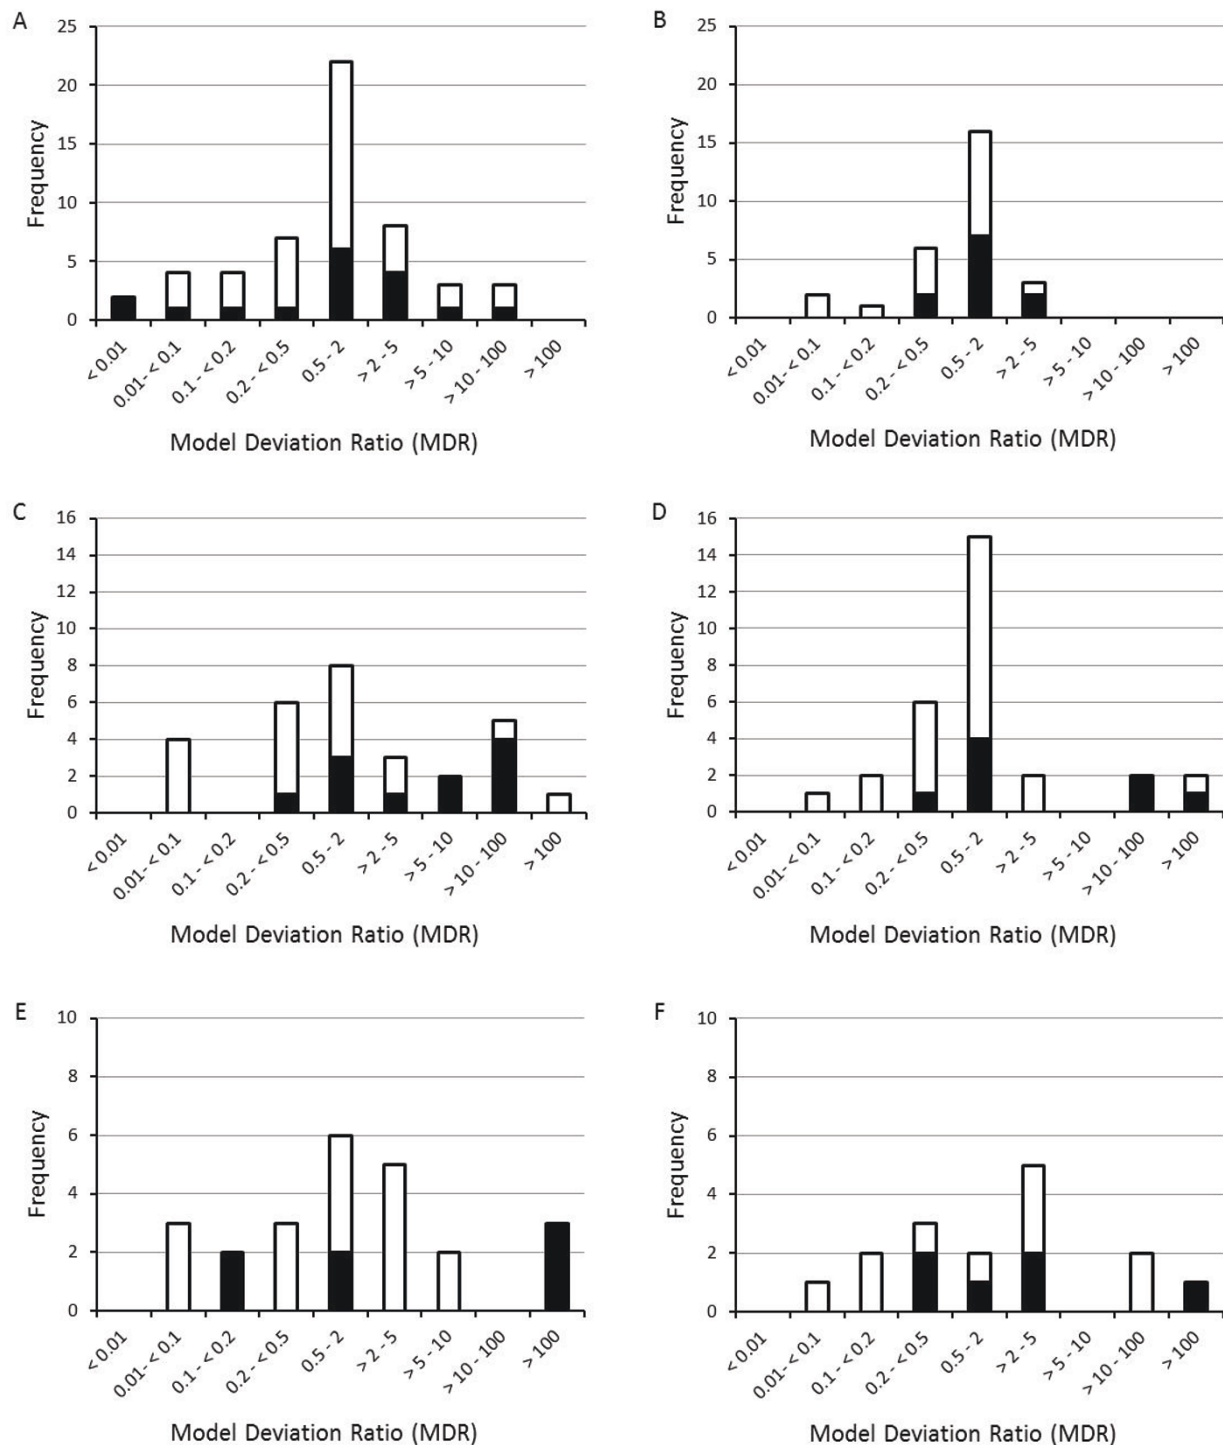 A
Frequency
25
20
15
10
5
0
< 0.01
0.01- < 0.1
0.1 - < 0.2
0.2 - < 0.5
0.5 - 2
> 2 - 5
> 5 - 10
> 10 - 100
> 100
Model Deviation Ratio (MDR)
B
Frequency
25
20
15
10
5
0
< 0.01
0.01- < 0.1
0.1 - < 0.2
0.2 - < 0.5
0.5 - 2
> 2 - 5
> 5 - 10
> 10 - 100
> 100
Model Deviation Ratio (MDR)
C
Frequency
16
14
12
10
8
6
4
2
0
< 0.01
0.01- < 0.1
0.1 - < 0.2
0.2 - < 0.5
0.5 - 2
> 2 - 5
> 5 - 10
> 10 - 100
> 100
Model Deviation Ratio (MDR)
D
Frequency
16
14
12
10
8
6
4
2
0
< 0.01
0.01- < 0.1
0.1 - < 0.2
0.2 - < 0.5
0.5 - 2
> 2 - 5
> 5 - 10
> 10 - 100
> 100
Model Deviation Ratio (MDR)
E
Frequency
10
8
6
4
2
0
< 0.01
0.01- < 0.1
0.1 - < 0.2
0.2 - < 0.5
0.5 - 2
> 2 - 5
> 5 - 10
> 10 - 100
> 100
Model Deviation Ratio (MDR)
F
Frequency
10
8
6
4
2
0
< 0.01
0.01- < 0.1
0.1 - < 0.2
0.2 - < 0.5
0.5 - 2
> 2 - 5
> 5 - 10
> 10 - 100
> 100
Model Deviation Ratio (MDR)